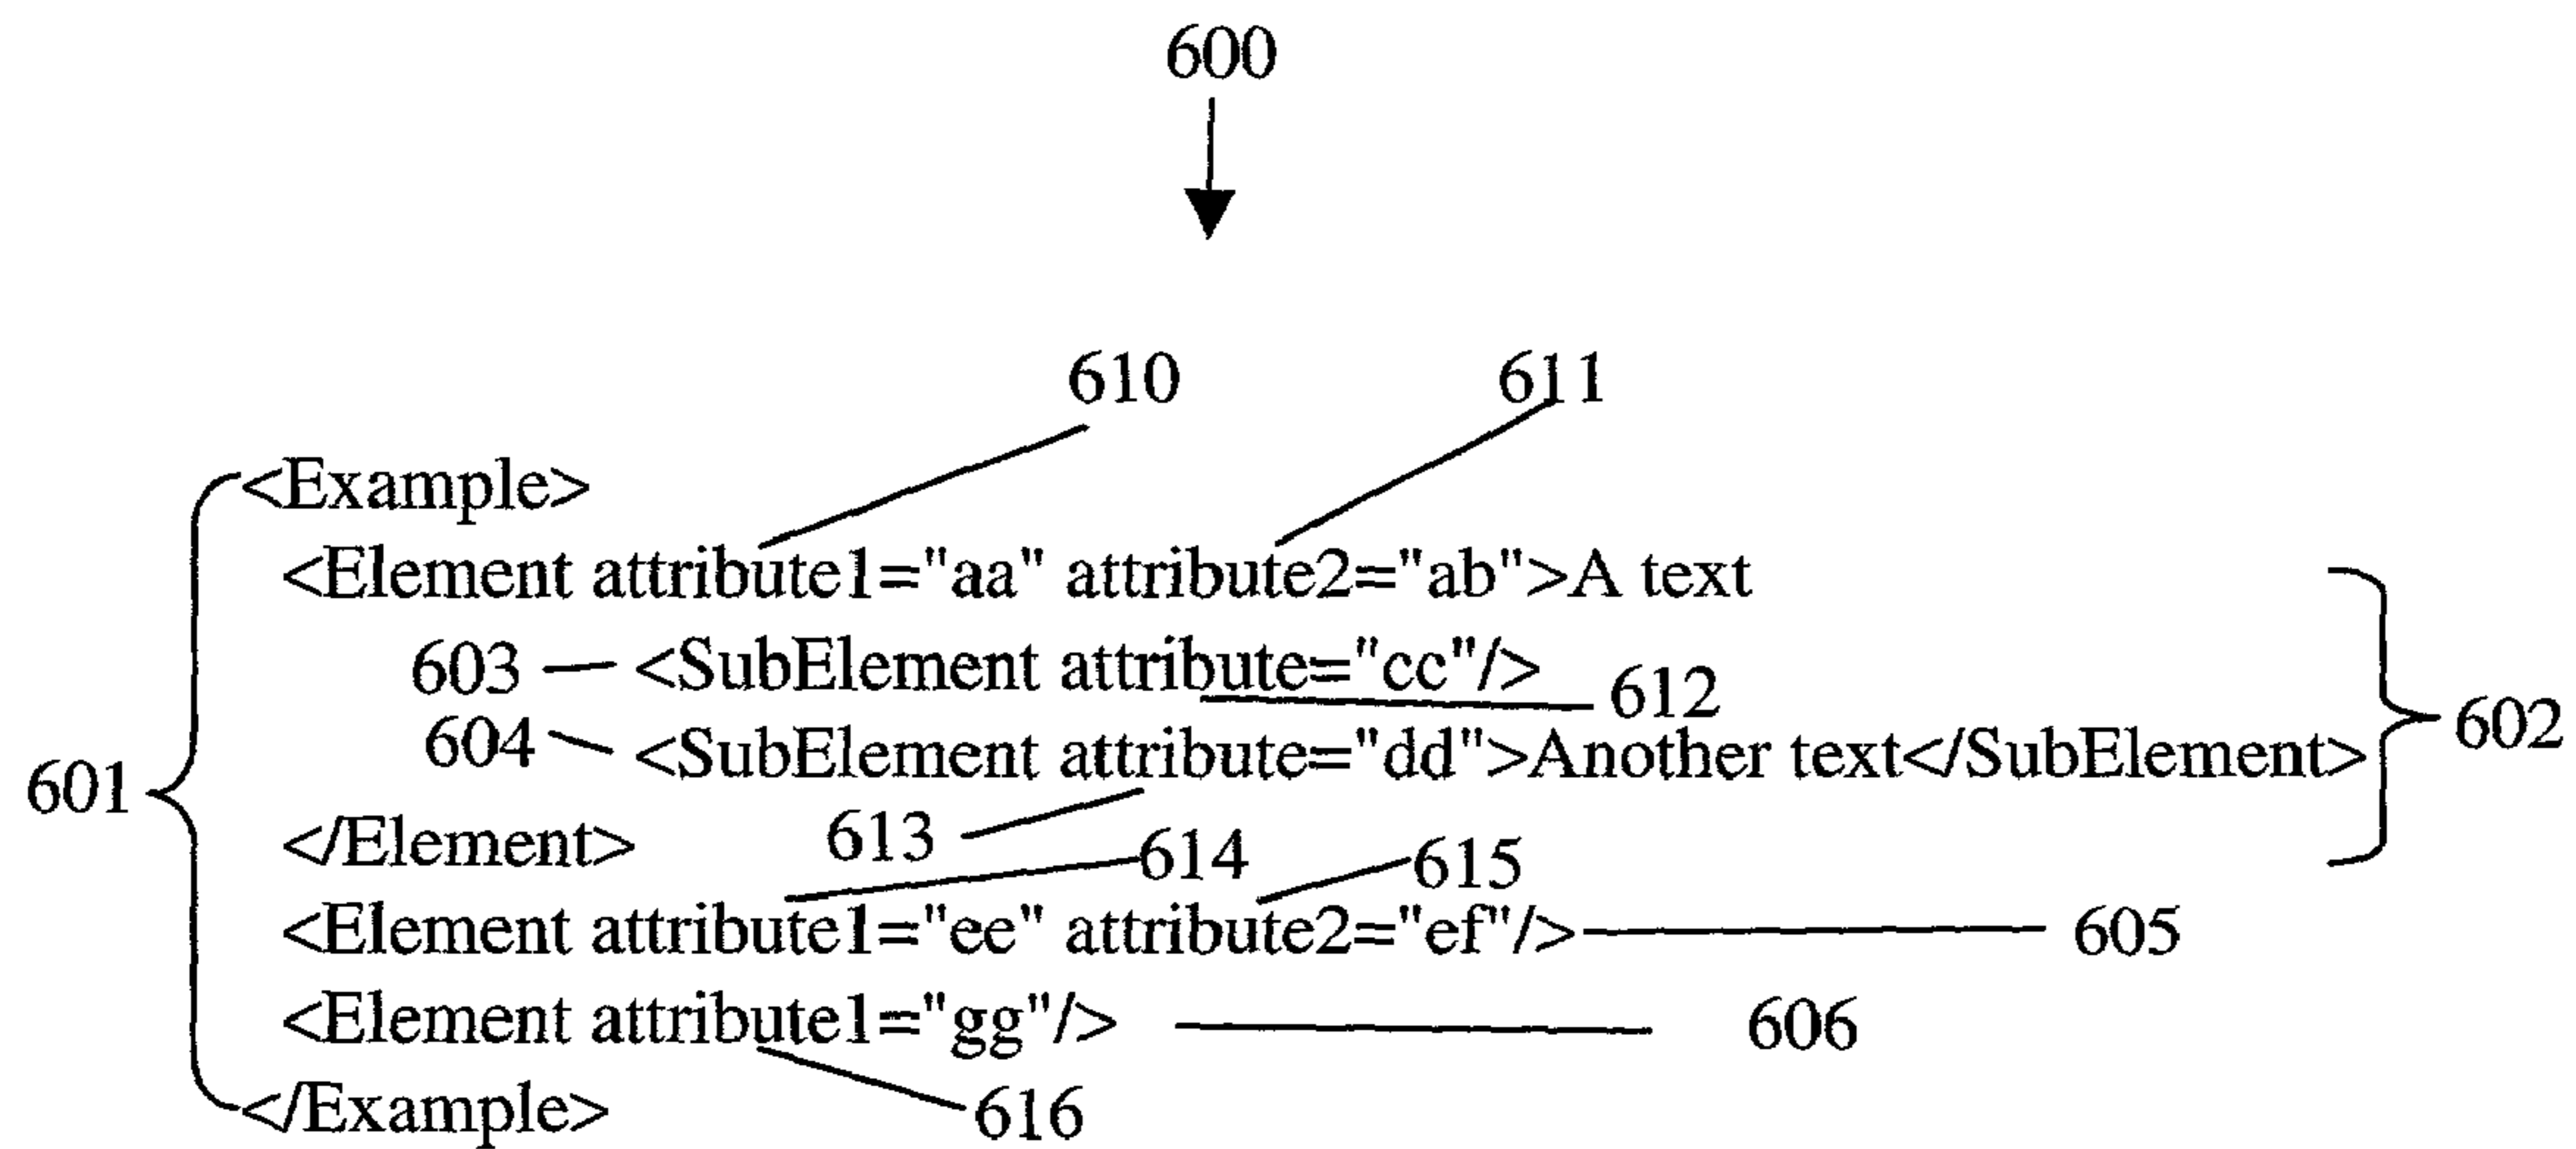 600
610 611
<Example>
<Element attribute1="aa" attribute2="ab">A text
603 <SubElement attribute="cc"/> 612
604 <SubElement attribute="dd">Another text</SubElement> 602
601
</Element> 613 614 615
<Element attribute1="ee" attribute2="ef"/> 605
<Element attribute1="gg"/> 606
</Example> 616